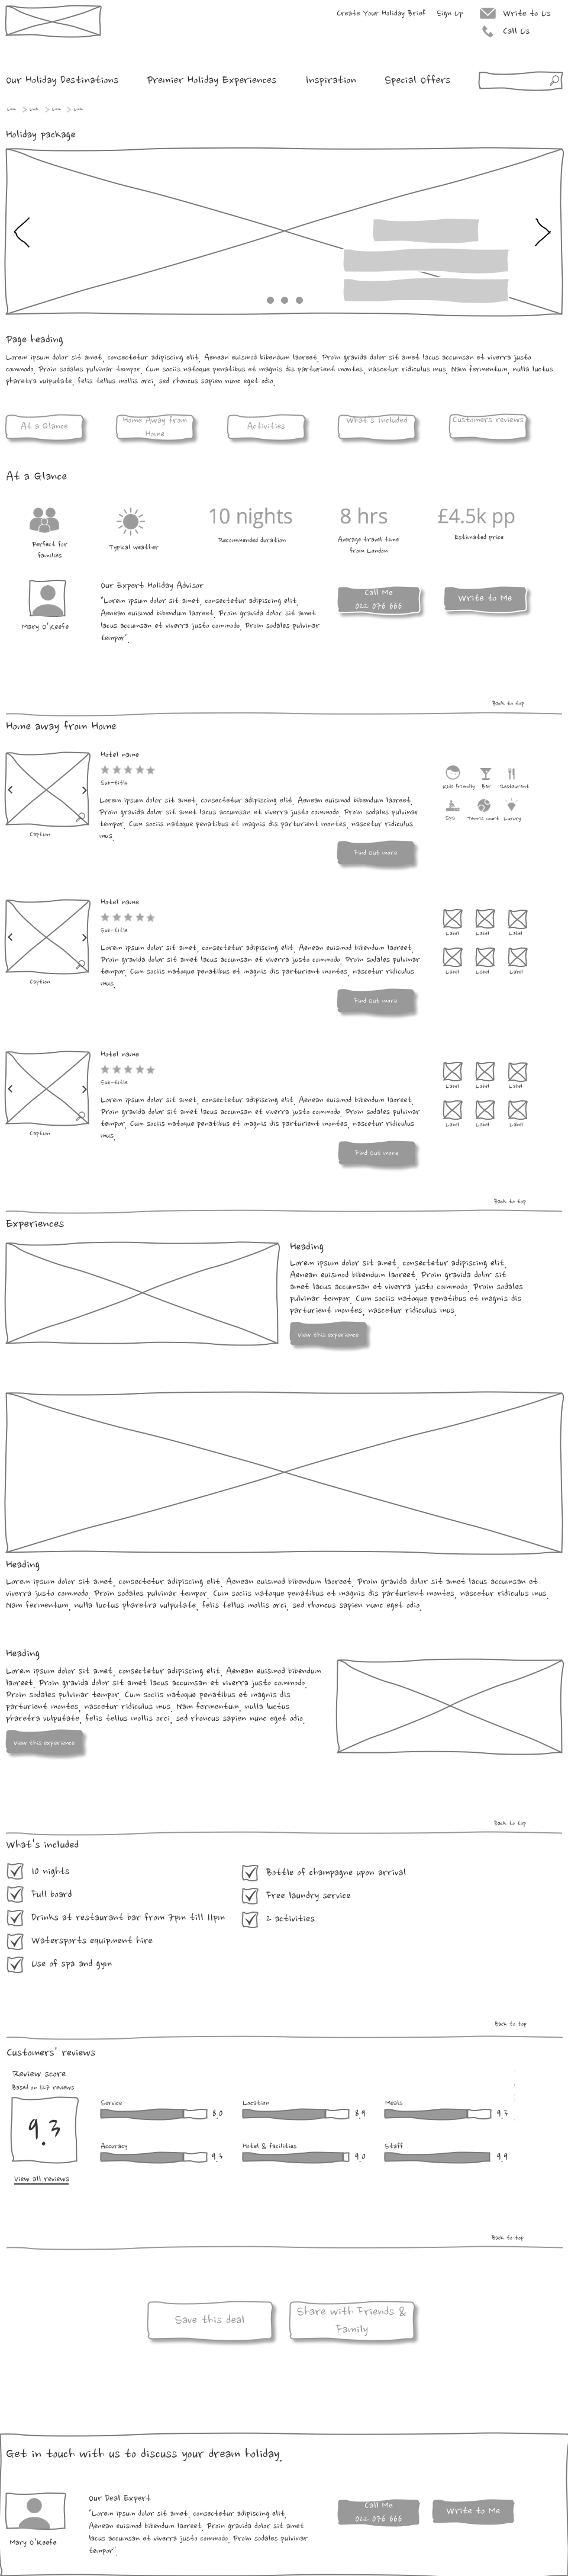 Create Your Holiday Brief Sign Up Write to Us
Call Us
Our Holiday Destinations Premier Holiday Experiences Inspiration Special Offers
Link > Link > Link > Link
Holiday package
Page heading
Lorem ipsum dolor sit amet, consectetur adipiscing elit. Aenean euismod bibendum laoreet. Proin gravida dolor sit amet lacus accumsan et viverra justo
commodo. Proin sodales pulvinar tempor. Cum sociis natoque penatibus et magnis dis parturient montes, nascetur ridiculus mus. Nam fermentum, nulla luctus
pharetra vulputate, felis tellus mollis orci, sed rhoncus sapien nunc eget odio.
At a Glance
Home Away from
Home
Activities
What's Included
Customers reviews
At a Glance
Perfect for
families
Typical weather
10 nights
Recommended duration
8 hrs
Average travel time
from London
£4.5k pp
Estimated price
Mary O'Keefe
Our Expert Holiday Advisor
"Lorem ipsum dolor sit amet, consectetur adipiscing elit.
Aenean euismod bibendum laoreet. Proin gravida dolor sit amet
lacus accumsan et viverra justo commodo. Proin sodales pulvinar
tempor".
Call Me
022 076 666
Write to Me
Back to top
Home away from Home
Caption
Hotel name
Sub-title
Lorem ipsum dolor sit amet, consectetur adipiscing elit. Aenean euismod bibendum laoreet.
Proin gravida dolor sit amet lacus accumsan et viverra justo commodo. Proin sodales pulvinar
tempor. Cum sociis natoque penatibus et magnis dis parturient montes, nascetur ridiculus
mus.
Find Out more
Kids friendly Bar Restaurant
Spa Tennis court Luxury
Caption
Hotel name
Sub-title
Lorem ipsum dolor sit amet, consectetur adipiscing elit. Aenean euismod bibendum laoreet.
Proin gravida dolor sit amet lacus accumsan et viverra justo commodo. Proin sodales pulvinar
tempor. Cum sociis natoque penatibus et magnis dis parturient montes, nascetur ridiculus
mus.
Find Out more
Label Label Label
Label Label Label
Caption
Hotel name
Sub-title
Lorem ipsum dolor sit amet, consectetur adipiscing elit. Aenean euismod bibendum laoreet.
Proin gravida dolor sit amet lacus accumsan et viverra justo commodo. Proin sodales pulvinar
tempor. Cum sociis natoque penatibus et magnis dis parturient montes, nascetur ridiculus
mus.
Find Out more
Label Label Label
Label Label Label
Back to top
Experiences
Heading
Lorem ipsum dolor sit amet, consectetur adipiscing elit.
Aenean euismod bibendum laoreet. Proin gravida dolor sit
amet lacus accumsan et viverra justo commodo. Proin sodales
pulvinar tempor. Cum sociis natoque penatibus et magnis dis
parturient montes, nascetur ridiculus mus.
View this experience
Heading
Lorem ipsum dolor sit amet, consectetur adipiscing elit. Aenean euismod bibendum laoreet. Proin gravida dolor sit amet lacus accumsan et
viverra justo commodo. Proin sodales pulvinar tempor. Cum sociis natoque penatibus et magnis dis parturient montes, nascetur ridiculus mus.
Nam fermentum, nulla luctus pharetra vulputate, felis tellus mollis orci, sed rhoncus sapien nunc eget odio.
Heading
Lorem ipsum dolor sit amet, consectetur adipiscing elit. Aenean euismod bibendum
laoreet. Proin gravida dolor sit amet lacus accumsan et viverra justo commodo.
Proin sodales pulvinar tempor. Cum sociis natoque penatibus et magnis dis
parturient montes, nascetur ridiculus mus. Nam fermentum, nulla luctus
pharetra vulputate, felis tellus mollis orci, sed rhoncus sapien nunc eget odio.
View this experience
Back to top
What's included
10 nights
Full board
Drinks at restaurant bar from 7pm till 11pm
Watersports equipment hire
Use of spa and gym
Bottle of champagne upon arrival
Free laundry service
2 activities
Back to top
Customers' reviews
Review score
Based on 127 reviews
9.3
View all reviews
Service 8.0
Location 8.9
Meals 9.3
Accuracy 9.3
Hotel & facilities 9.0
Staff 9.9
Back to top
Save this deal
Share with Friends &
Family
Get in touch with us to discuss your dream holiday.
Mary O'Keefe
Our Deal Expert
"Lorem ipsum dolor sit amet, consectetur adipiscing elit.
Aenean euismod bibendum laoreet. Proin gravida dolor sit amet
lacus accumsan et viverra justo commodo. Proin sodales pulvinar
tempor".
Call Me
022 076 666
Write to Me